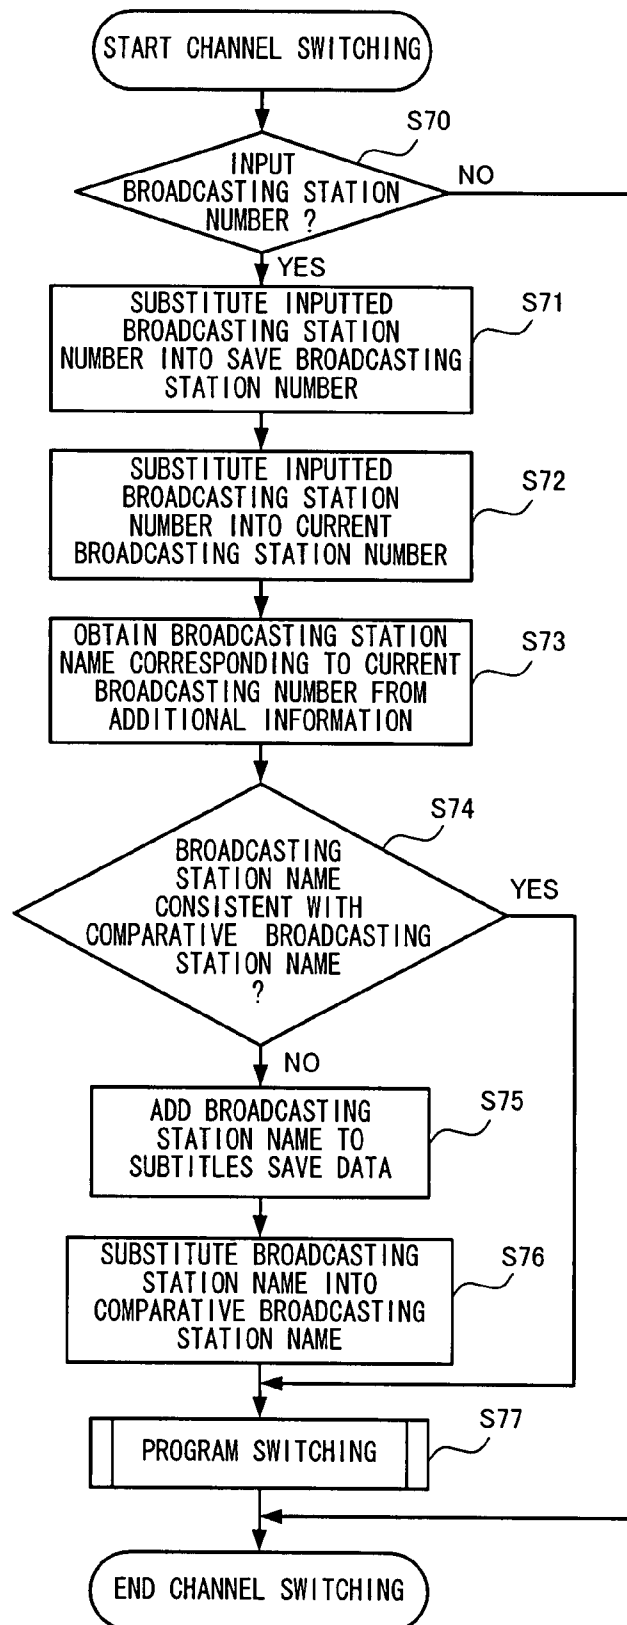 START CHANNEL SWITCHING
S70
INPUT
BROADCASTING STATION
NUMBER ?
NO
YES
SUBSTITUTE INPUTTED
BROADCASTING STATION
NUMBER INTO SAVE BROADCASTING
STATION NUMBER
S71
SUBSTITUTE INPUTTED
BROADCASTING STATION
NUMBER INTO CURRENT
BROADCASTING STATION NUMBER
S72
OBTAIN BROADCASTING STATION
NAME CORRESPONDING TO CURRENT
BROADCASTING NUMBER FROM
ADDITIONAL INFORMATION
S73
S74
BROADCASTING
STATION NAME
CONSISTENT WITH
COMPARATIVE BROADCASTING
STATION NAME
?
YES
NO
ADD BROADCASTING
STATION NAME TO
SUBTITLES SAVE DATA
S75
SUBSTITUTE BROADCASTING
STATION NAME INTO
COMPARATIVE BROADCASTING
STATION NAME
S76
PROGRAM SWITCHING
S77
END CHANNEL SWITCHING